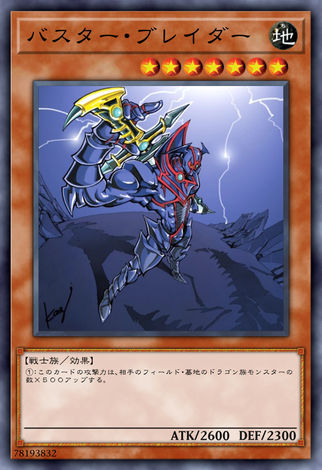 バスター・ブレイダー
地
【戦士族/効果】
①:このカードの攻撃力は、相手のフィールド・墓地のドラゴン族モンスターの
数×500アップする。
ATK/2600 DEF/2300
78193832